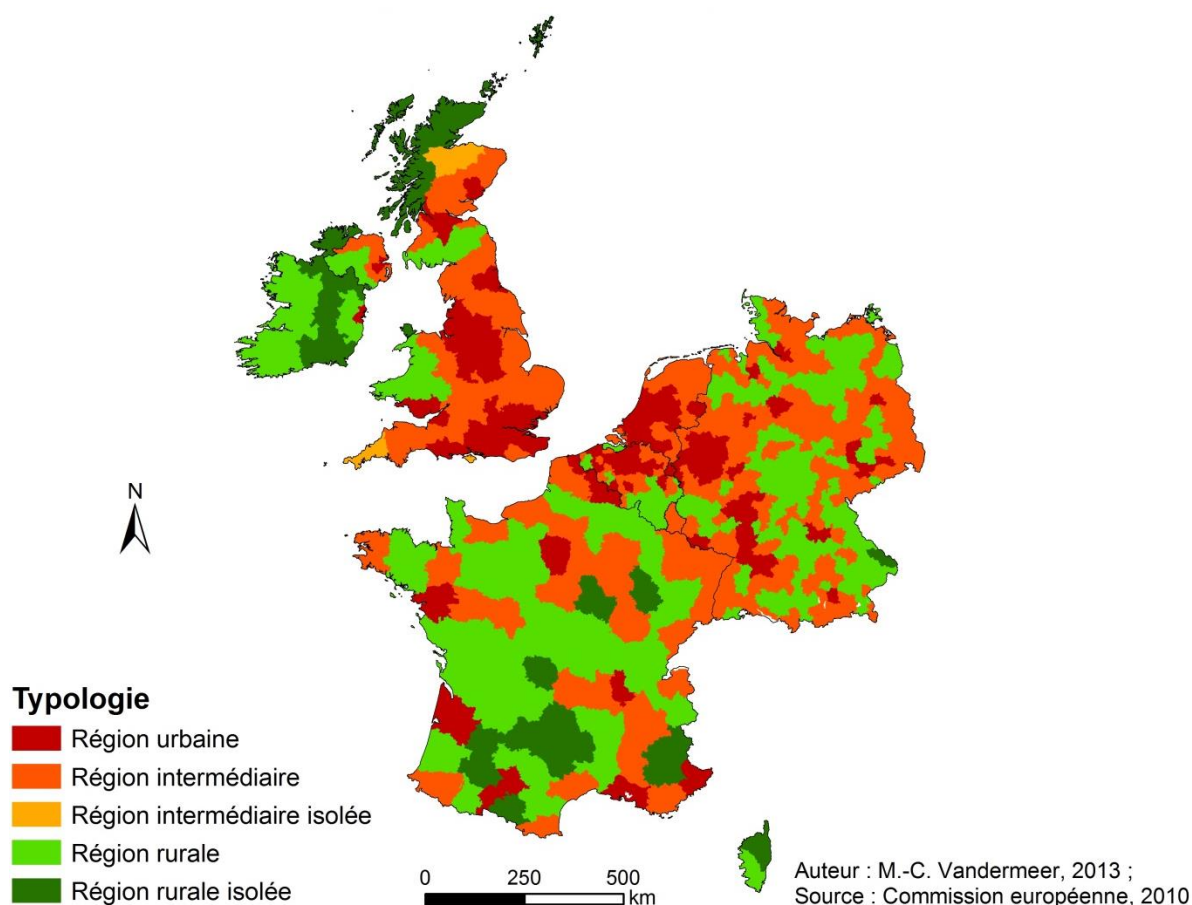 N
Typologie
Région urbaine
Région intermédiaire
Région intermédiaire isolée
Région rurale
Région rurale isolée
0 250 500
km
Auteur : M.-C. Vandermeer, 2013 ;
Source : Commission européenne, 2010